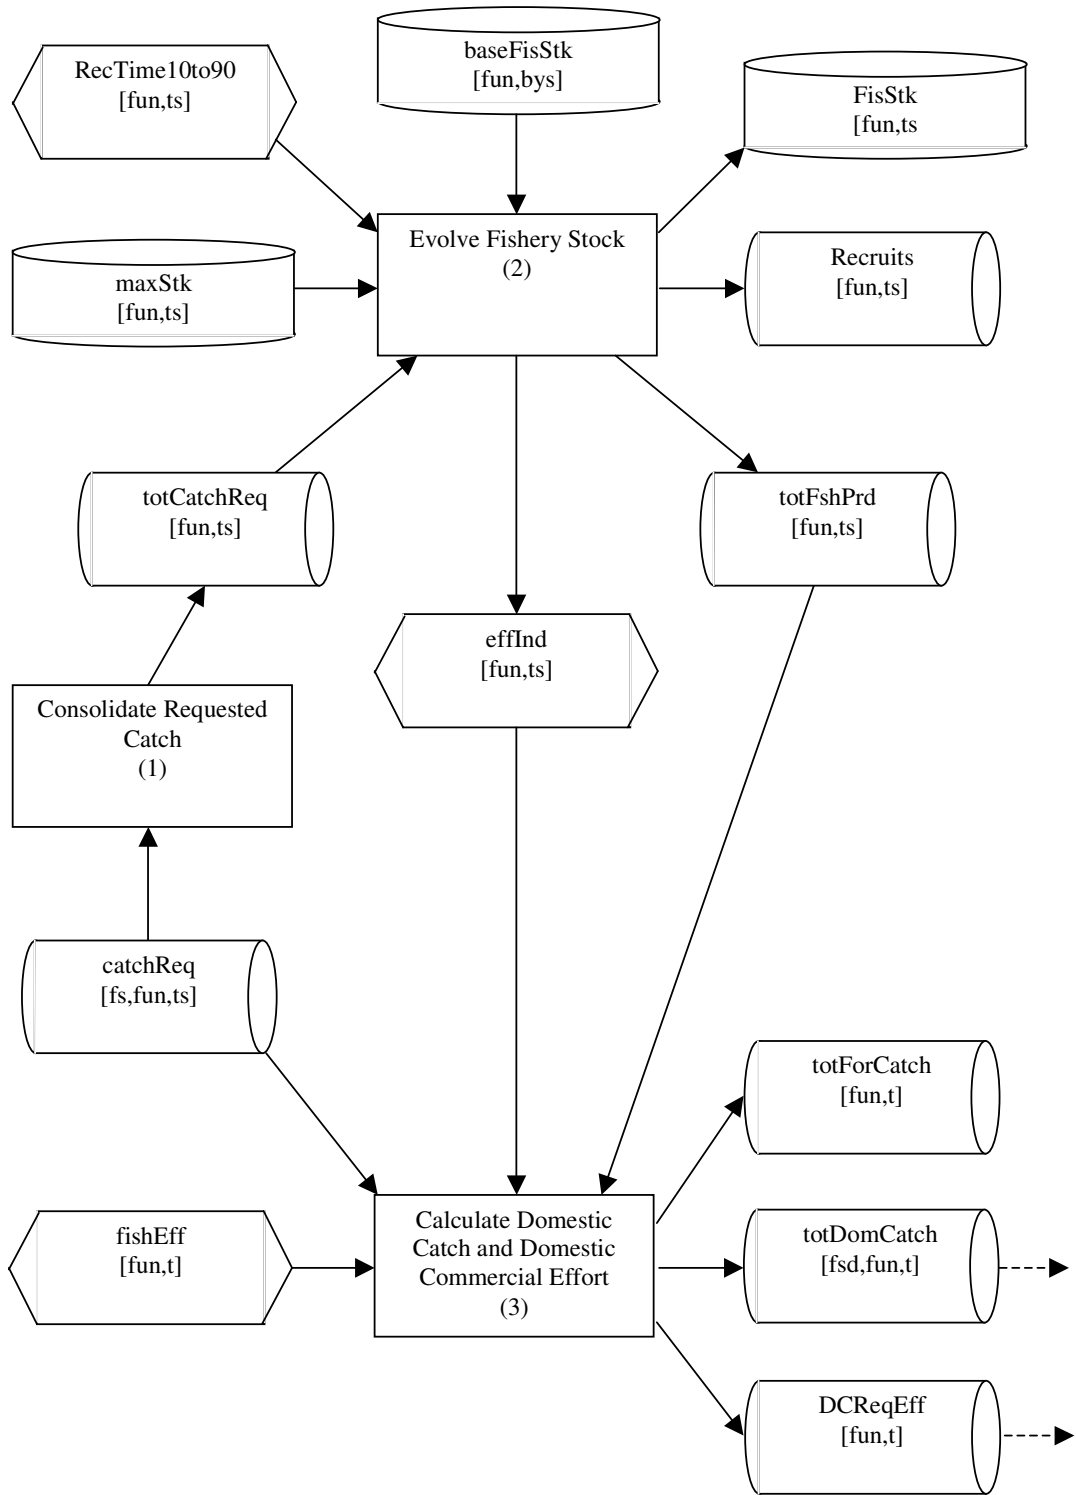 RecTime10to90
[fun,ts]
baseFisStk
[fun,bys]
FisStk
[fun,ts
maxStk
[fun,ts]
Evolve Fishery Stock
(2)
Recruits
[fun,ts]
totCatchReq
[fun,ts]
totFshPrd
[fun,ts]
effInd
[fun,ts]
Consolidate Requested
Catch
(1)
catchReq
[fs,fun,ts]
totForCatch
[fun,t]
fishEff
[fun,t]
Calculate Domestic
Catch and Domestic
Commercial Effort
(3)
totDomCatch
[fsd,fun,t]
DCReqEff
[fun,t]